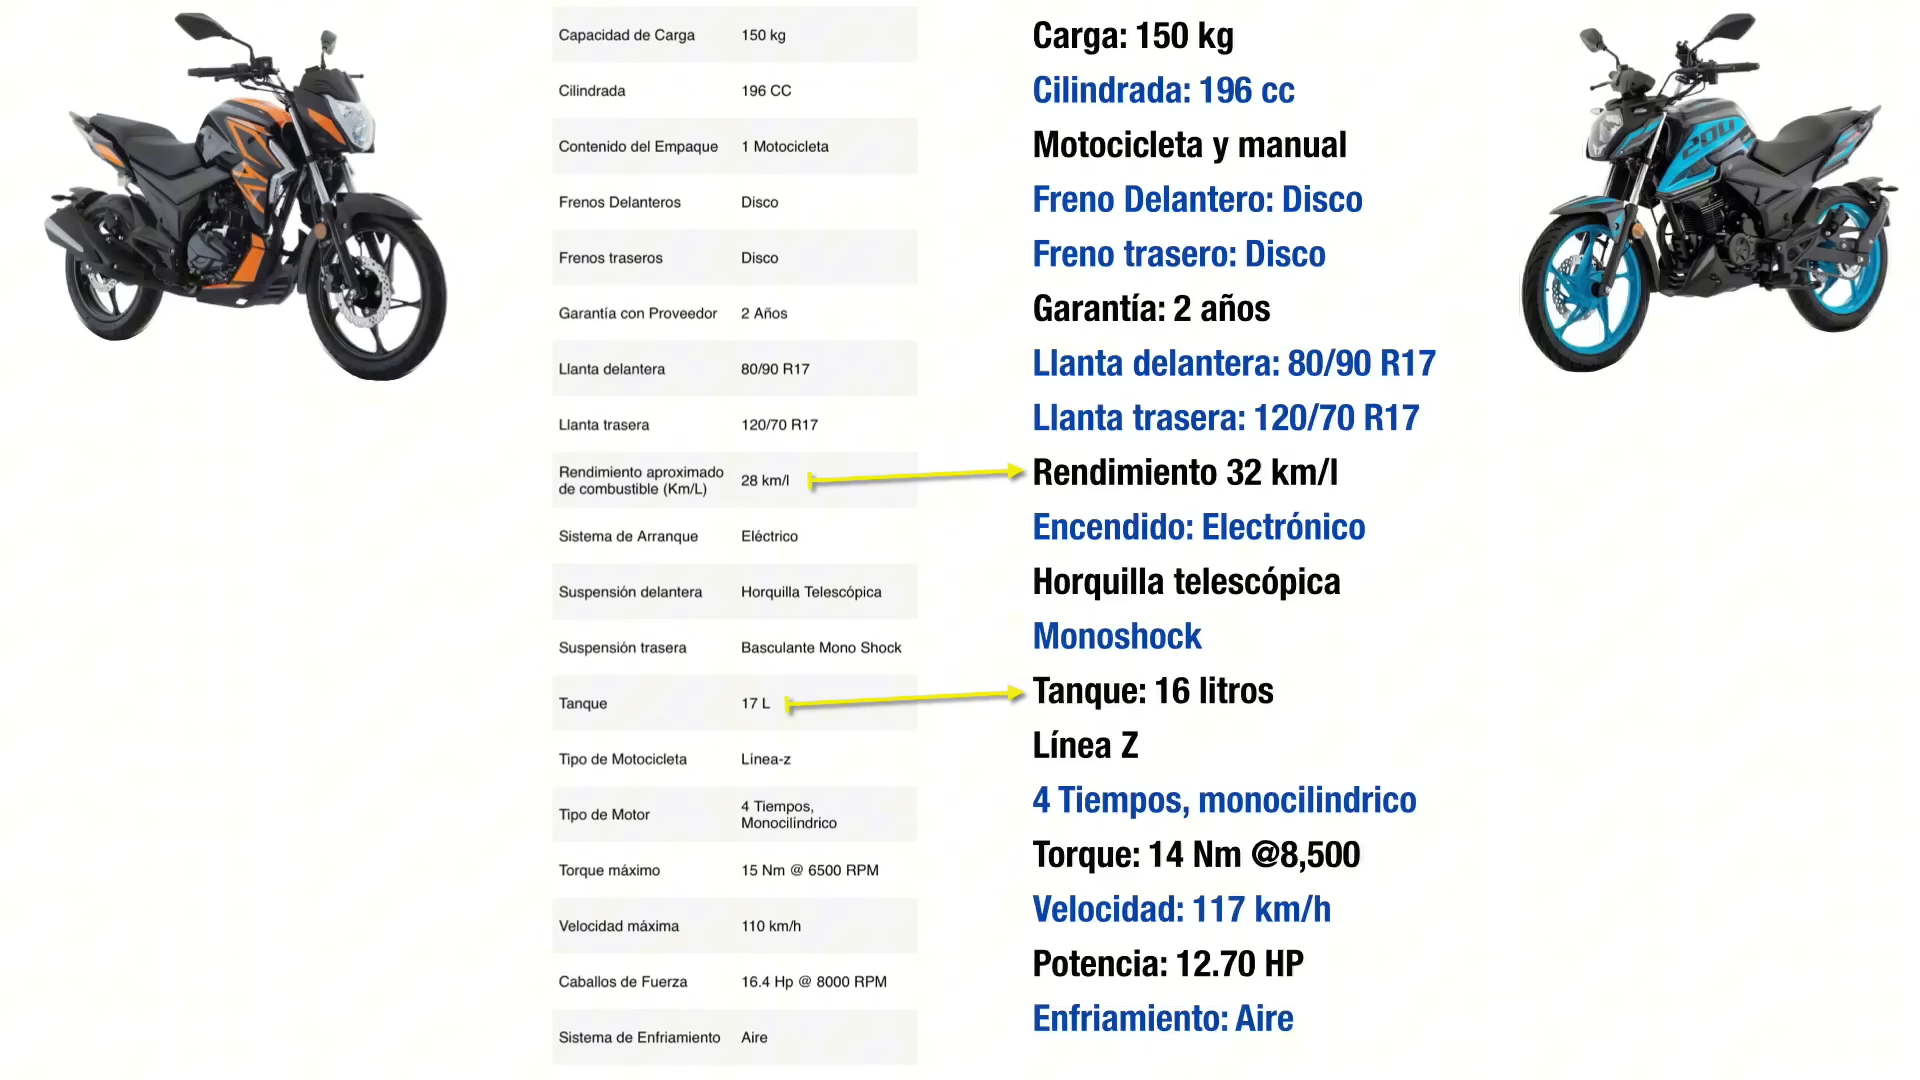 Capacidad de Carga 150 kg
Cilindrada 196 CC
Contenido del Empaque 1 Motocicleta
Frenos Delanteros Disco
Frenos traseros Disco
Garantía con Proveedor 2 Años
Llanta delantera 80/90 R17
Llanta trasera 120/70 R17
Rendimiento aproximado
de combustible (Km/L) 28 km/l
Sistema de Arranque Eléctrico
Suspensión delantera Horquilla Telescópica
Suspensión trasera Basculante Mono Shock
Tanque 17 L
Tipo de Motocicleta Línea-z
Tipo de Motor 4 Tiempos,
Monocilíndrico
Torque máximo 15 Nm @ 6500 RPM
Velocidad máxima 110 km/h
Caballos de Fuerza 16.4 Hp @ 8000 RPM
Sistema de Enfriamiento Aire
Carga: 150 kg
Cilindrada: 196 cc
Motocicleta y manual
Freno Delantero: Disco
Freno trasero: Disco
Garantía: 2 años
Llanta delantera: 80/90 R17
Llanta trasera: 120/70 R17
Rendimiento 32 km/l
Encendido: Electrónico
Horquilla telescópica
Monoshock
Tanque: 16 litros
Línea Z
4 Tiempos, monocilindrico
Torque: 14 Nm @8,500
Velocidad: 117 km/h
Potencia: 12.70 HP
Enfriamiento: Aire
200